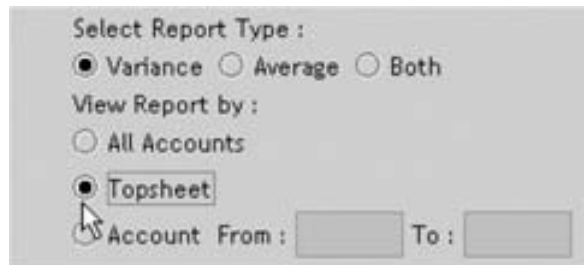 Select Report Type :
Variance Average Both
View Report by :
All Accounts
Topsheet
Account From : To :